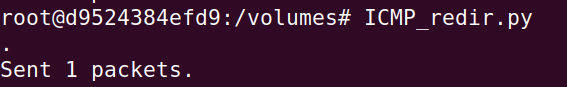 root@d9524384efd9:/volumes# ICMP_redir.py
.
Sent 1 packets.